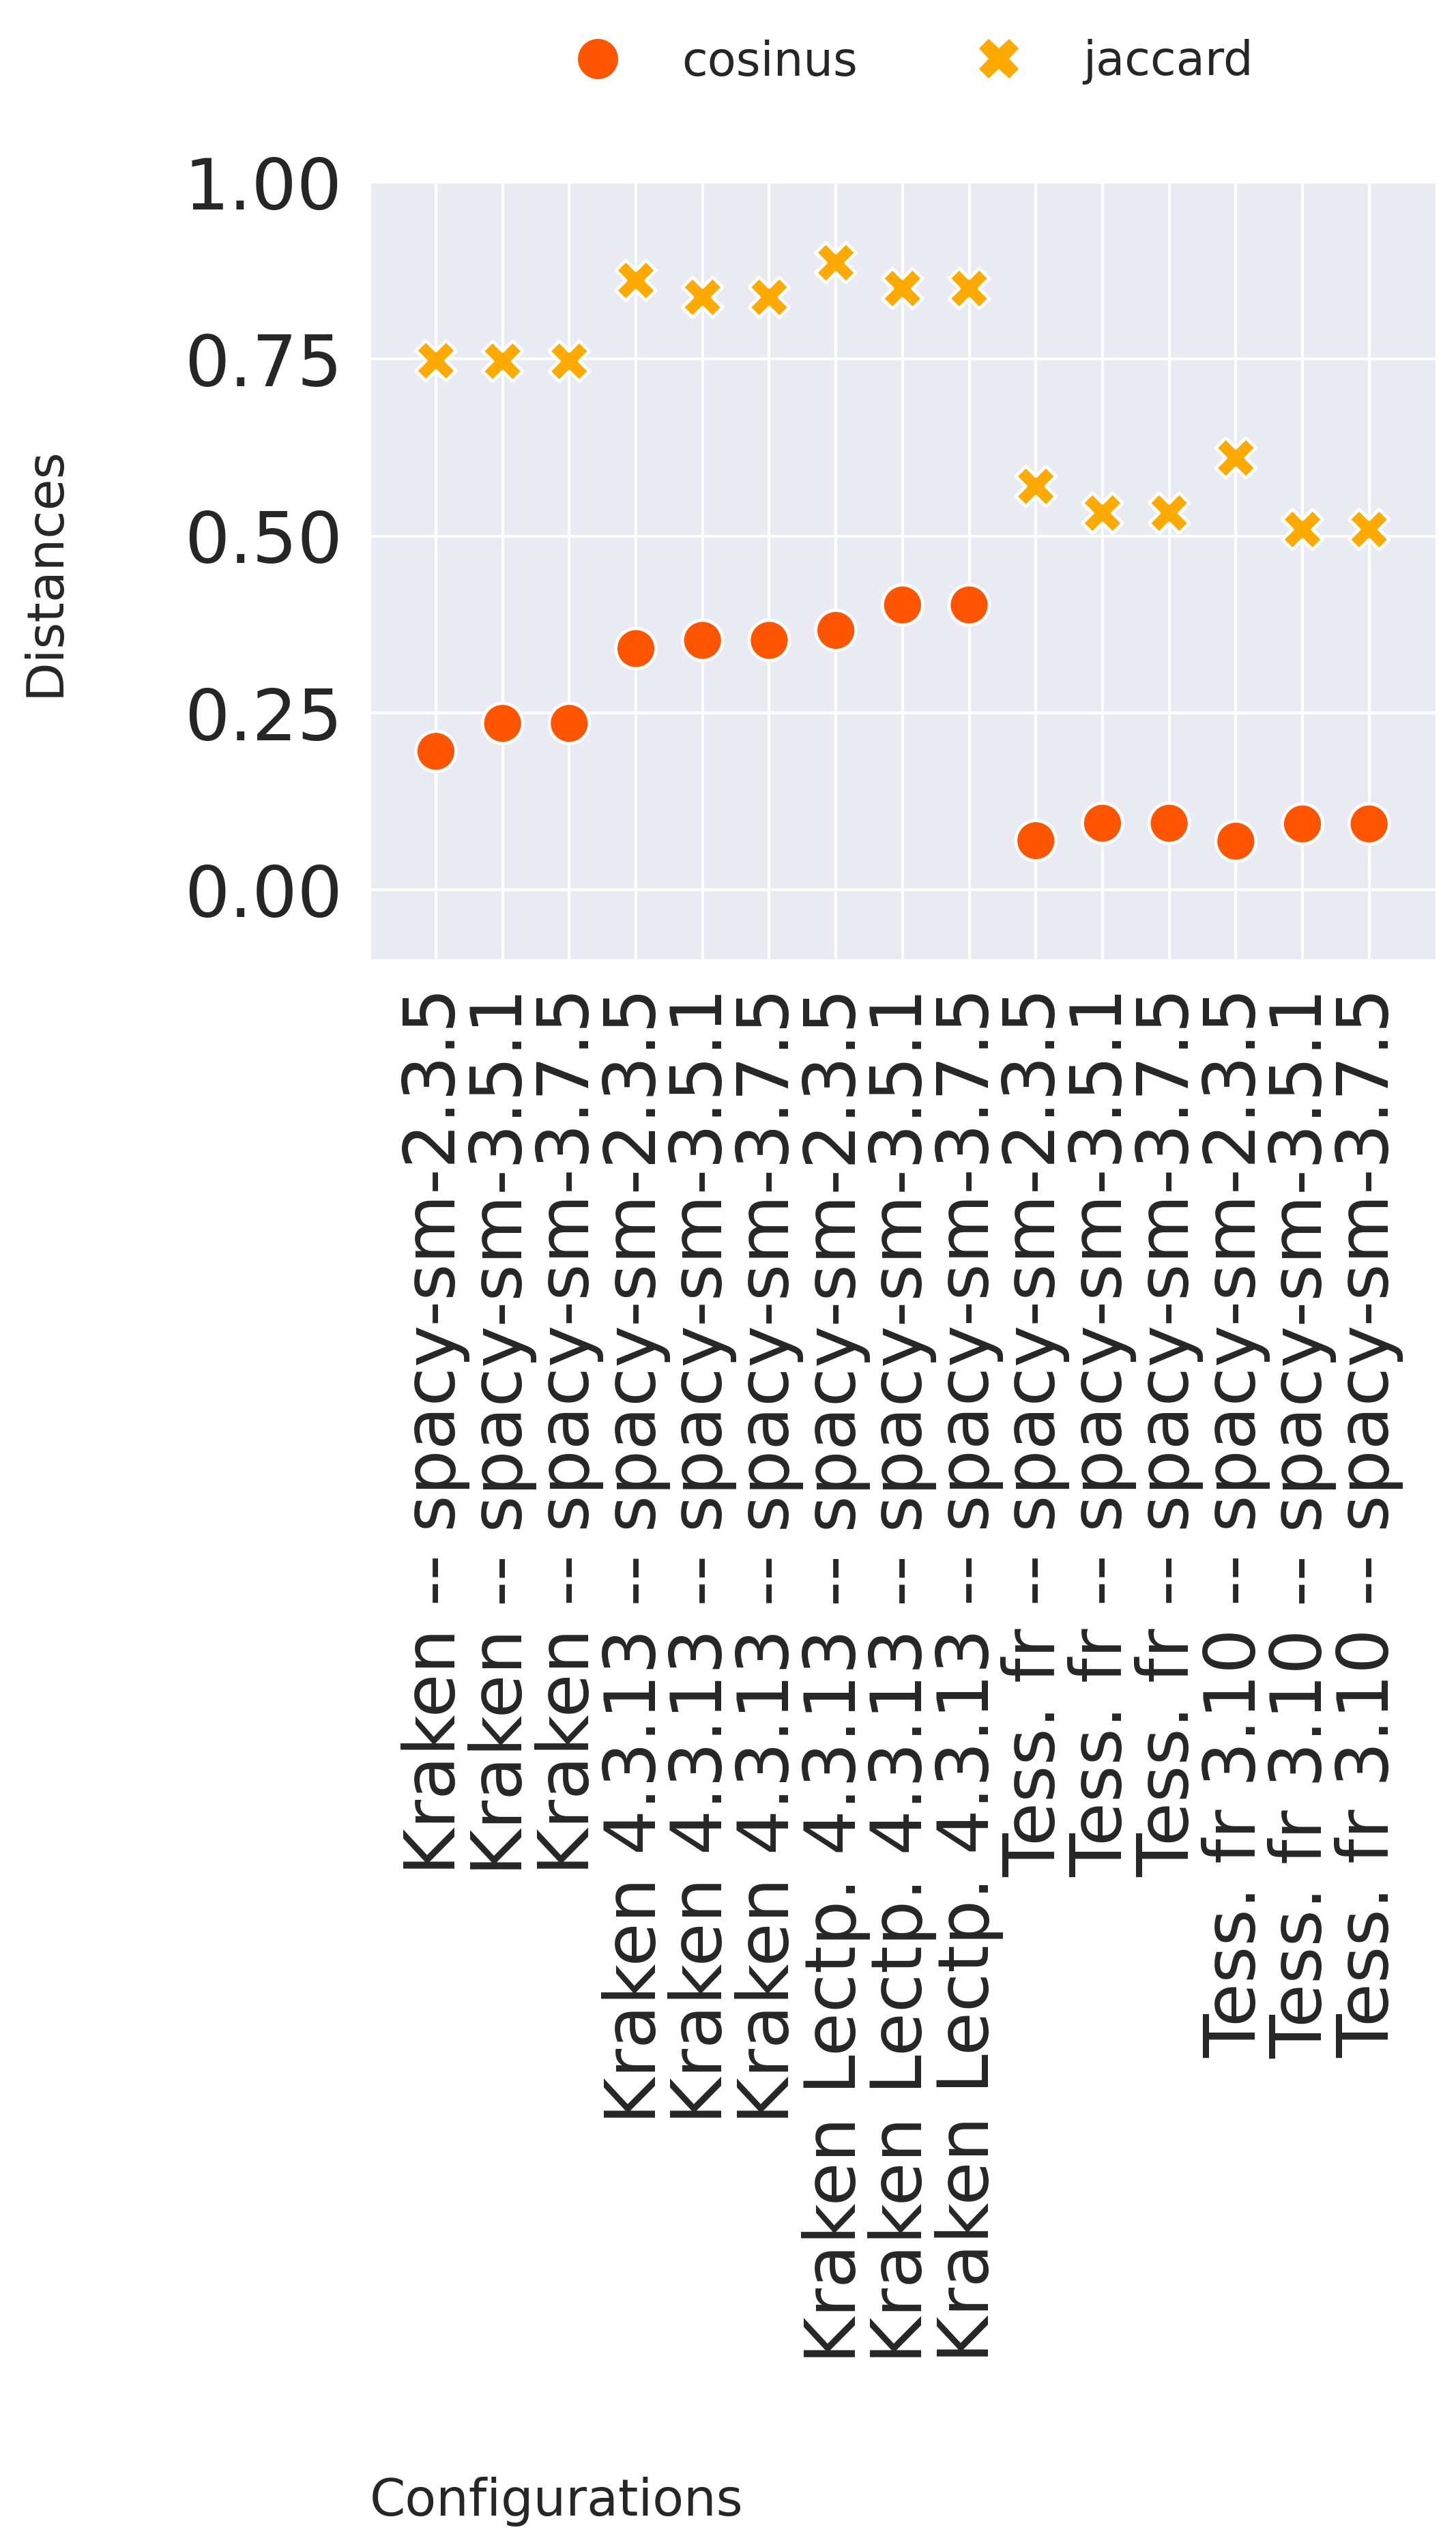 cosinus jaccard
Distances
1.00
0.75
0.50
0.25
0.00
Kraken -- spacy-sm-2.3.5
Kraken -- spacy-sm-3.5.1
Kraken -- spacy-sm-3.7.5
Kraken 4.3.13 -- spacy-sm-2.3.5
Kraken 4.3.13 -- spacy-sm-3.5.1
Kraken 4.3.13 -- spacy-sm-3.7.5
Kraken Lectp. 4.3.13 -- spacy-sm-2.3.5
Kraken Lectp. 4.3.13 -- spacy-sm-3.5.1
Kraken Lectp. 4.3.13 -- spacy-sm-3.7.5
Tess. fr -- spacy-sm-2.3.5
Tess. fr -- spacy-sm-3.5.1
Tess. fr -- spacy-sm-3.7.5
Tess. fr 3.10 -- spacy-sm-2.3.5
Tess. fr 3.10 -- spacy-sm-3.5.1
Tess. fr 3.10 -- spacy-sm-3.7.5
Configurations